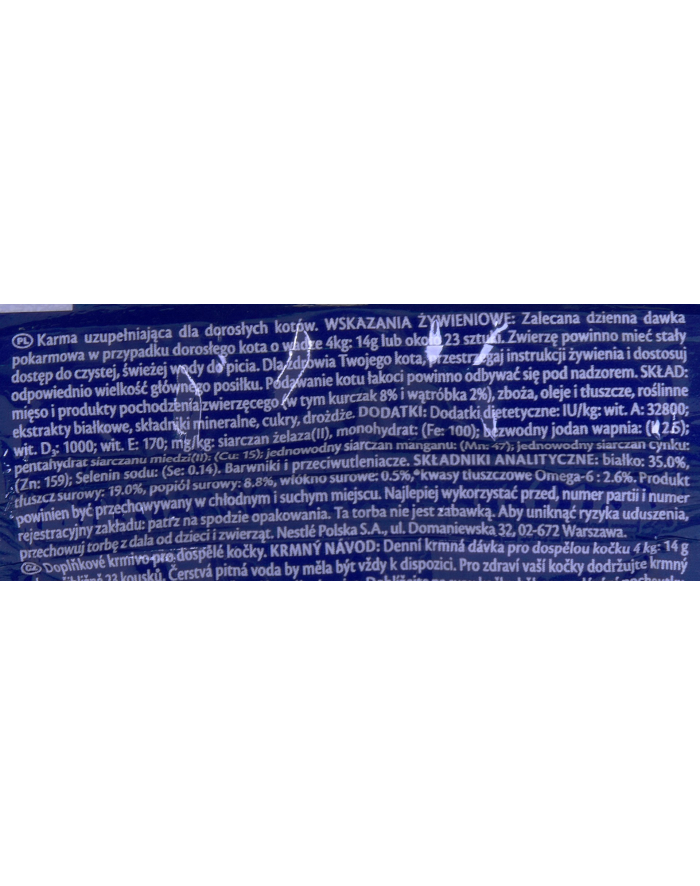 PL Karma uzupełniająca dla dorosłych kotów. WSKAZANIA ŻYWIENIOWE: Zalecana dzienna dawka
pokarmowa w przypadku dorosłego kota o wadze 4kg: 14g lub około 23 sztuki. Zwierzę powinno mieć stały
dostęp do czystej, świeżej wody do picia. Dla zdrowia Twojego kota, przestrzegaj instrukcji żywienia i dostosuj
odpowiednio wielkość głównego posiłku. Podawanie kotu łakoci powinno odbywać się pod nadzorem. SKŁAD:
mięso i produkty pochodzenia zwierzęcego (w tym kurczak 8% i wątróbka 2%), zboża, oleje i tłuszcze, roślinne
ekstrakty białkowe, składniki mineralne, cukry, drożdże. DODATKI: Dodatki dietetyczne: IU/kg: wit. A: 32800;
wit. D₃: 1000; wit. E: 170; mg/kg: siarczan żelaza(II), monohydrat: (Fe: 100); bezwodny jodan wapnia: (I: 2.5);
pentahydrat siarczanu miedzi(II): (Cu: 15); jednowodny siarczan manganu: (Mn: 47); jednowodny siarczan cynku:
(Zn: 159); Selenin sodu: (Se: 0.14). Barwniki i przeciwutleniacze. SKŁADNIKI ANALITYCZNE: białko: 35.0%,
tłuszcz surowy: 19.0%, popiół surowy: 8.8%, włókno surowe: 0.5%, *kwasy tłuszczowe Omega-6 : 2.6%. Produkt
powinien być przechowywany w chłodnym i suchym miejscu. Najlepiej wykorzystać przed, numer partii i numer
rejestracyjny zakładu: patrz na spodzie opakowania. Ta torba nie jest zabawką. Aby uniknąć ryzyka uduszenia,
przechowuj torbę z dala od dzieci i zwierząt. Nestlé Polska S.A., ul. Domaniewska 32, 02-672 Warszawa.
CZ Doplňkové krmivo pro dospělé kočky. KRMNÝ NÁVOD: Denní krmná dávka pro dospělou kočku 4 kg: 14 g
23 kousků. Čerstvá pitná voda by měla být vždy k dispozici. Pro zdraví vaší kočky dodržujte krmný